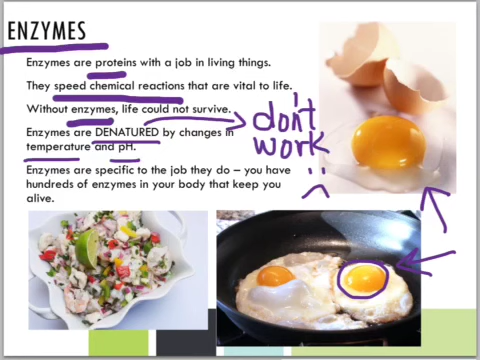 ENZYMES
Enzymes are proteins with a job in living things.
They speed chemical reactions that are vital to life.
Without enzymes, life could not survive.
Enzymes are DENATURED by changes in
temperature and pH.
don't
work
Enzymes are specific to the job they do – you have
hundreds of enzymes in your body that keep you
alive.